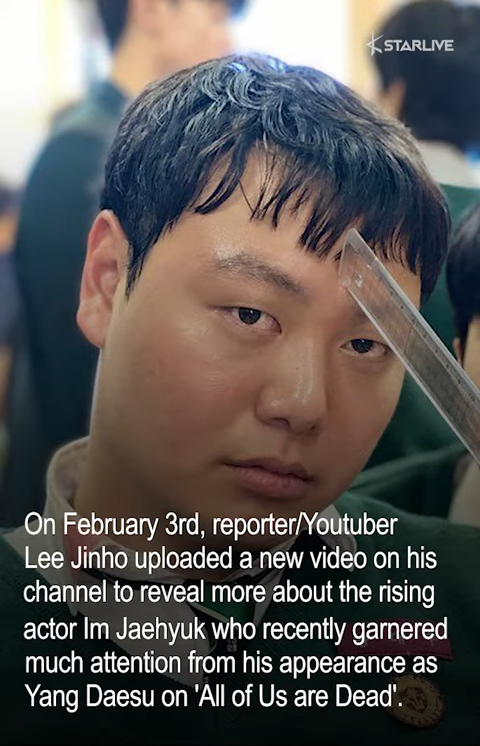 STARLIVE
On February 3rd, reporter/Youtuber
Lee Jinho uploaded a new video on his
channel to reveal more about the rising
actor Im Jaehyuk who recently garnered
much attention from his appearance as
Yang Daesu on 'All of Us are Dead'.